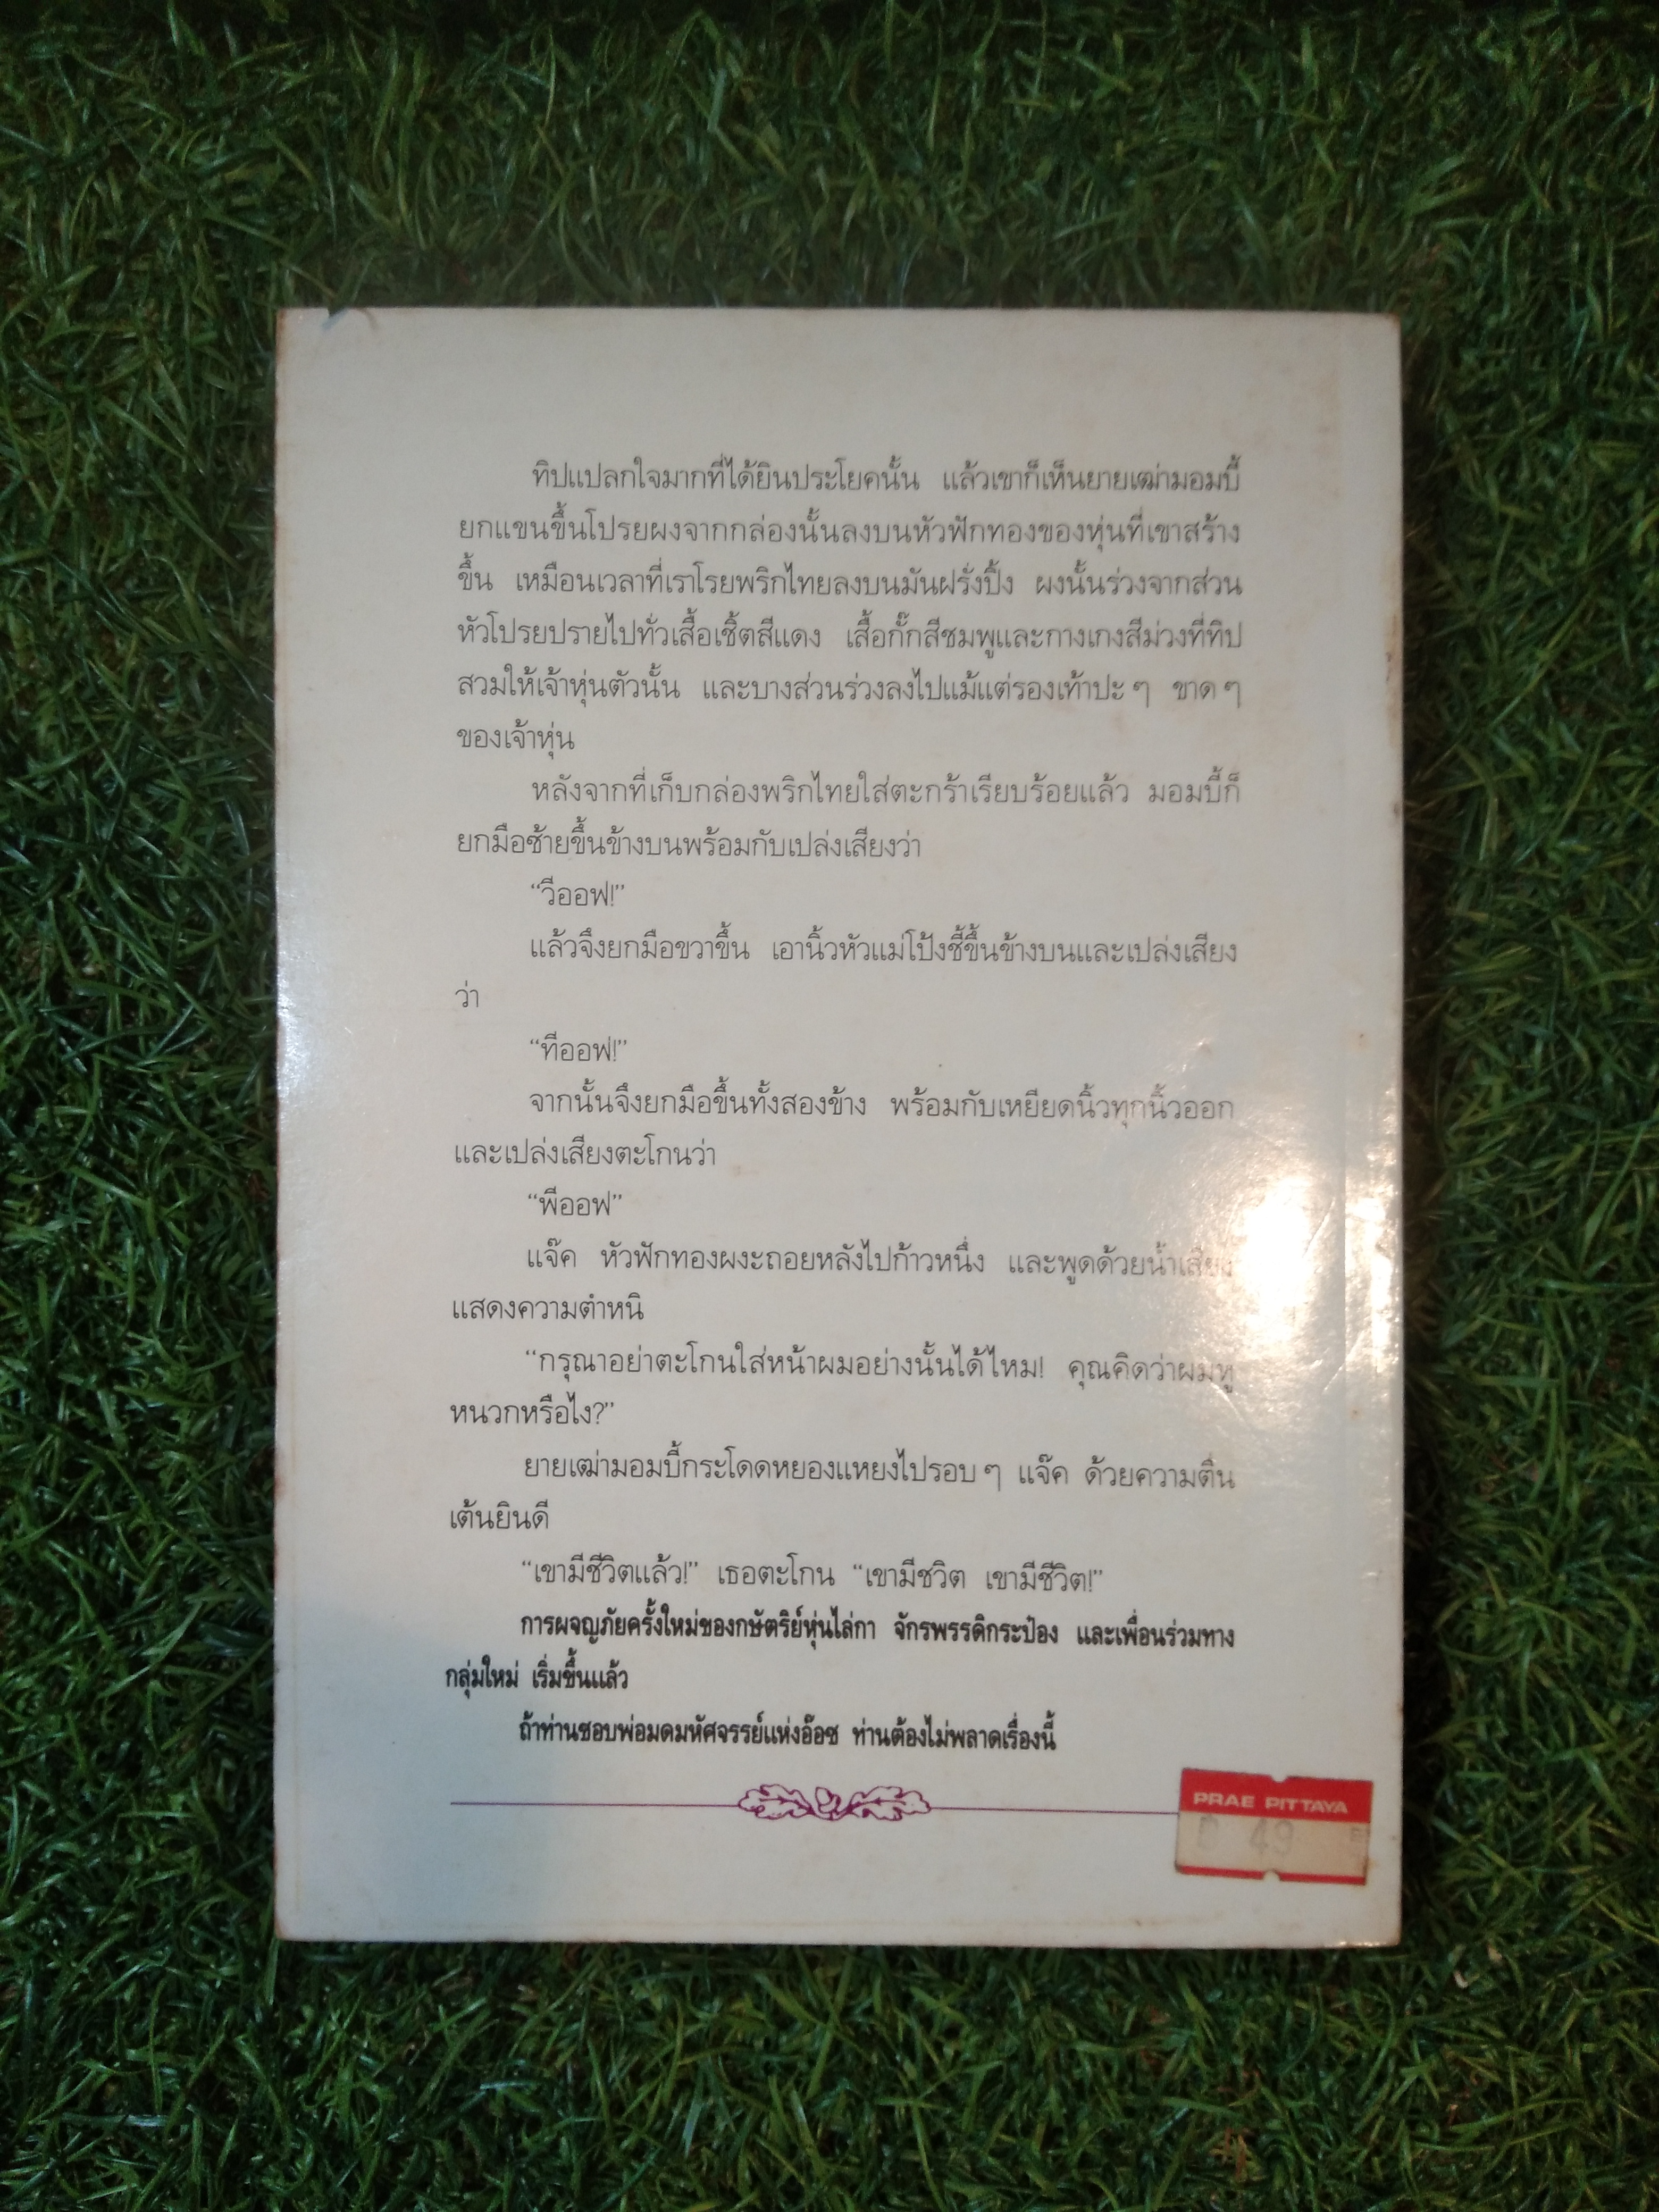 ทิปแปลกใจมากที่ได้ยินประโยคนั้น แล้วเขาก็เห็นยายเฒ่ามอมบี้
ยกแขนขึ้นโปรยผงจากกล่องนั้นลงบนหัวฟักทองของหุ่นที่เขาสร้าง
ขึ้น เหมือนเวลาที่เราโรยพริกไทยลงบนมันฝรั่งปิ้ง ผงนั้นร่วงจากส่วน
หัวโปรยปรายไปทั่วเสื้อเชิ้ตสีแดง เสื้อกั๊กสีชมพูและกางเกงสีม่วงที่ทิป
สวมให้เจ้าหุ่นตัวนั้น และบางส่วนร่วงลงไปแม้แต่รองเท้าปะ ๆ ขาด ๆ
ของเจ้าหุ่น
หลังจากที่เก็บกล่องพริกไทยใส่ตะกร้าเรียบร้อยแล้ว มอมบี้ก็
ยกมือซ้ายขึ้นข้างบนพร้อมกับเปล่งเสียงว่า
“วีออฟ!”
แล้วจึงยกมือขวาขึ้น เอานิ้วหัวแม่โป้งชี้ขึ้นข้างบนและเปล่งเสียง
ว่า
“ทีออฟ!”
จากนั้นจึงยกมือขึ้นทั้งสองข้าง พร้อมกับเหยียดนิ้วทุกนิ้วออก
และเปล่งเสียงตะโกนว่า
“พีออฟ”
แจ๊ค หัวฟักทองผงะถอยหลังไปก้าวหนึ่ง และพูดด้วยน้ำเสียง
แสดงความตำหนิ
“กรุณาอย่าตะโกนใส่หน้าผมอย่างนั้นได้ไหม! คุณคิดว่าผมหู
หนวกหรือไง?”
ยายเฒ่ามอมบี้กระโดดหยองแหยงไปรอบ ๆ แจ๊ค ด้วยความตื่น
เต้นยินดี
“เขามีชีวิตแล้ว!” เธอตะโกน “เขามีชวิต เขามีชีวิต!”
การผจญภัยครั้งใหม่ของกษัตริย์หุ่นไล่กา จักรพรรดิกระป๋อง และเพื่อนร่วมทาง
กลุ่มใหม่ เริ่มขึ้นแล้ว
ถ้าท่านชอบพ่อมดมหัศจรรย์แห่งอ๊อซ ท่านต้องไม่พลาดเรื่องนี้
PRAE PITTAYA
49